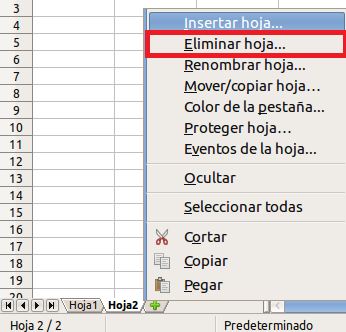 3
4
5
6
7
8
9
10
11
12
13
14
15
16
17
18
19
20
Insertar hoja...
Eliminar hoja...
Renombrar hoja...
Mover/copiar hoja...
Color de la pestaña...
Proteger hoja...
Eventos de la hoja...
Ocultar
Seleccionar todas
Cortar
Copiar
Pegar
Hoja1 Hoja2
Hoja 2 / 2 Predeterminado